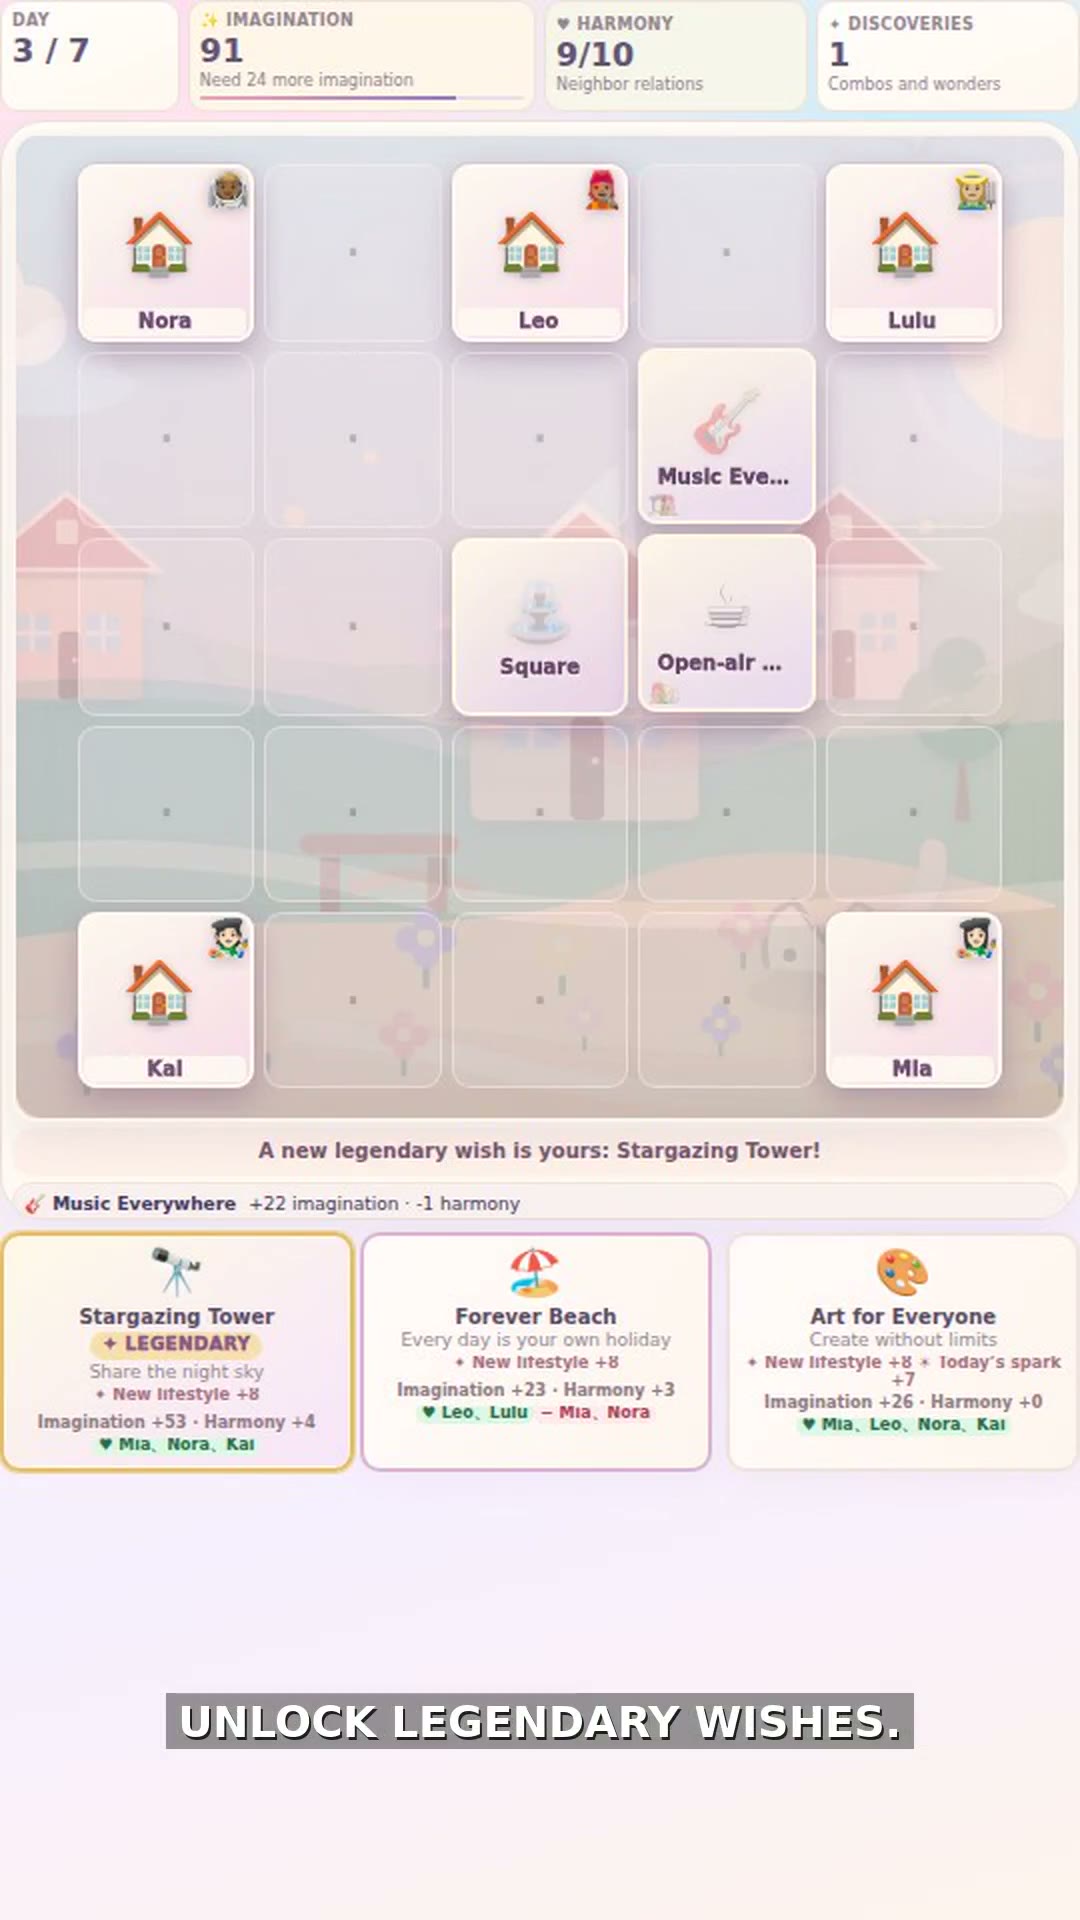 DAY
3 / 7
✨ IMAGINATION
91
Need 24 more imagination
♥ HARMONY
9/10
Neighbor relations
✦ DISCOVERIES
1
Combos and wonders
Nora
Leo
Lulu
Music Eve...
Square
Open-air ...
Kai
Mia
A new legendary wish is yours: Stargazing Tower!
🎸 Music Everywhere +22 imagination · -1 harmony
Stargazing Tower
✦ LEGENDARY
Share the night sky
✦ New lifestyle +8
Imagination +53 · Harmony +4
♥ Mia、Nora、Kai
Forever Beach
Every day is your own holiday
✦ New lifestyle +8
Imagination +23 · Harmony +3
♥ Leo、Lulu − Mia、Nora
Art for Everyone
Create without limits
✦ New lifestyle +8 ☀ Today's spark
+7
Imagination +26 · Harmony +0
♥ Mia、Leo、Nora、Kai
UNLOCK LEGENDARY WISHES.